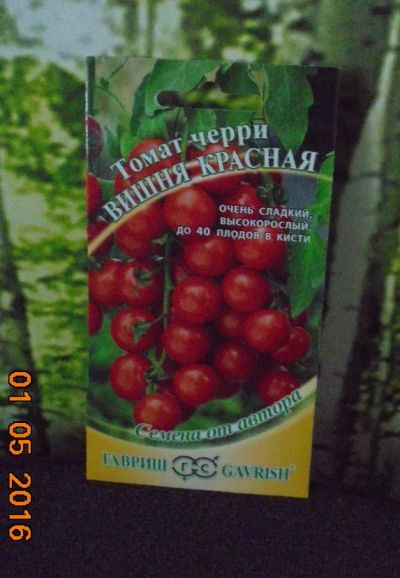 Томат черри
ВИШНЯ КРАСНАЯ
ОЧЕНЬ СЛАДКИЙ,
ВЫСОКОРОСЛЫЙ,
ДО 40 ПЛОДОВ В КИСТИ
Семена от автора
ГАВРИШ ГС GAVRISH®
01 05 2016